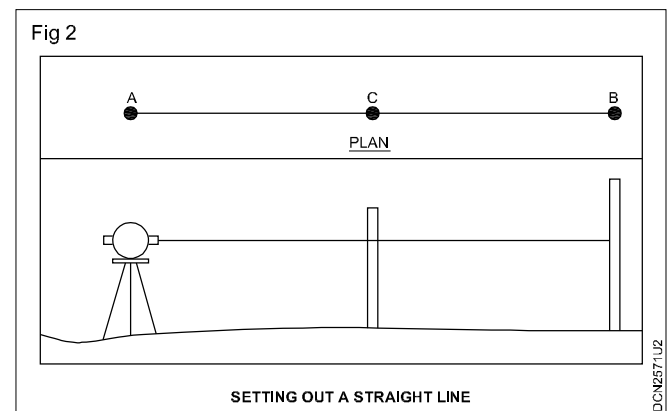 Fig 2
A C B
PLAN
SETTING OUT A STRAIGHT LINE
DCN2571U2